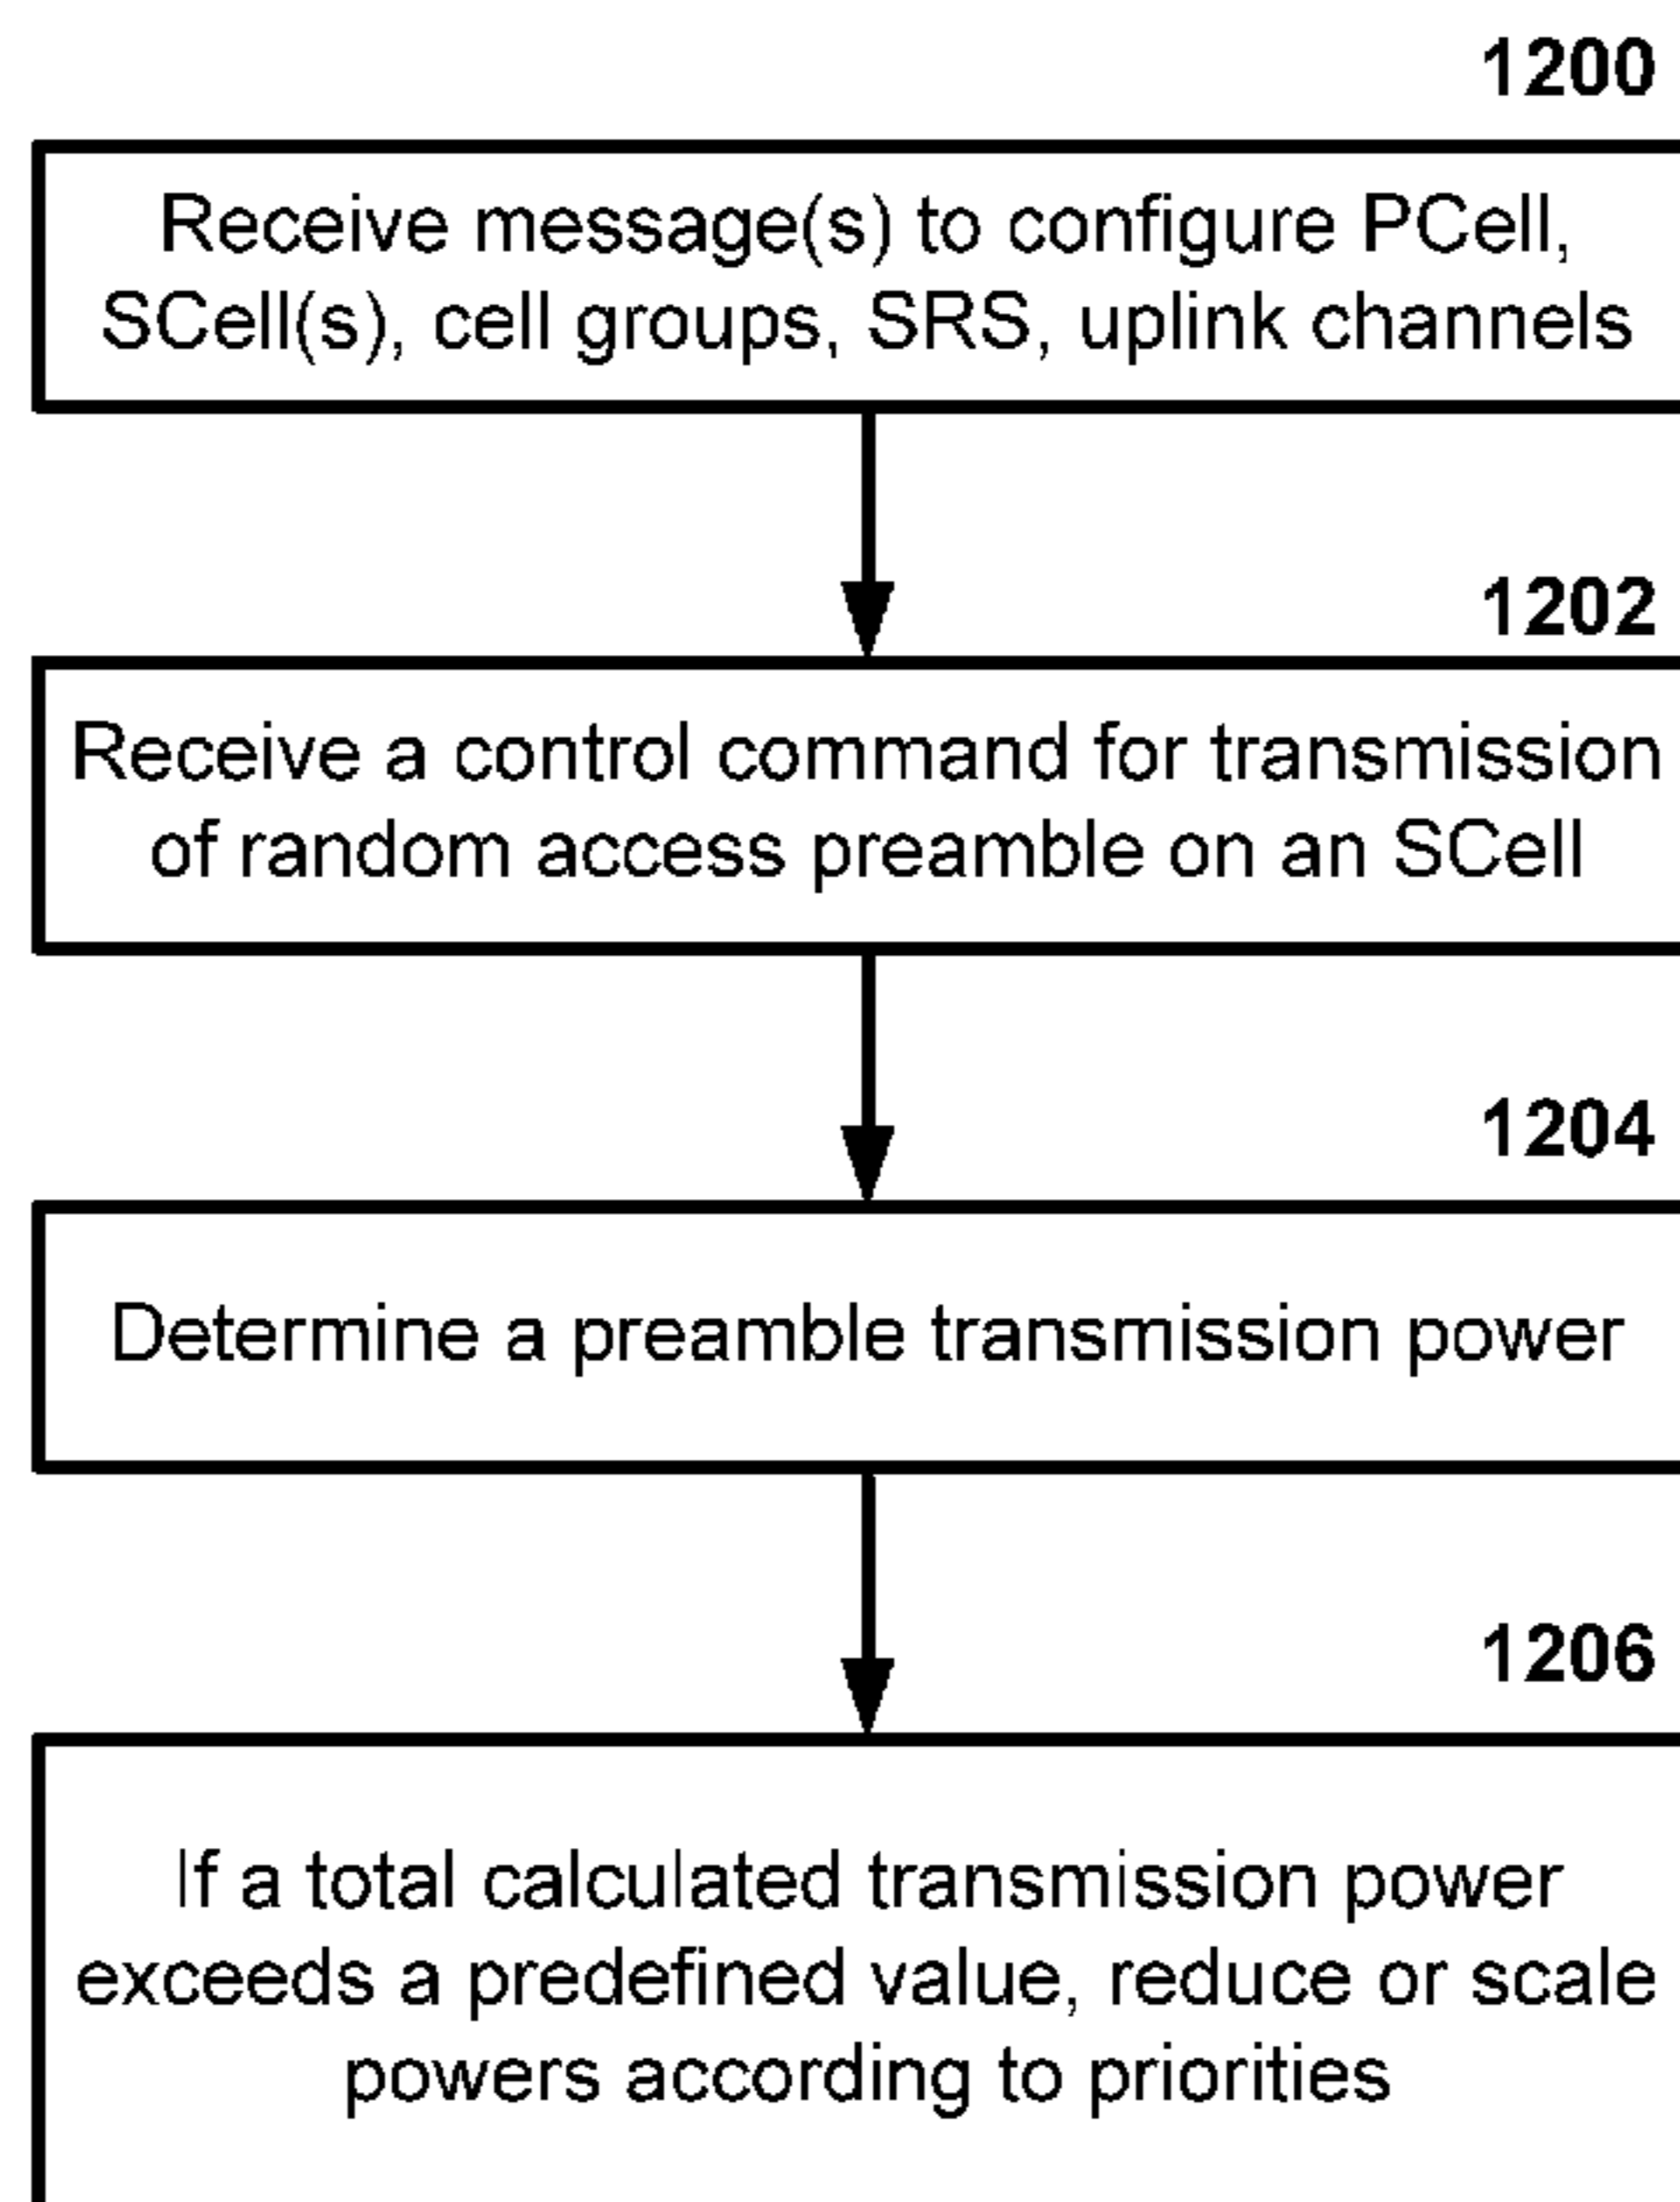 1200
Receive message(s) to configure PCell,
SCell(s), cell groups, SRS, uplink channels
1202
Receive a control command for transmission
of random access preamble on an SCell
1204
Determine a preamble transmission power
1206
If a total calculated transmission power
exceeds a predefined value, reduce or scale
powers according to priorities